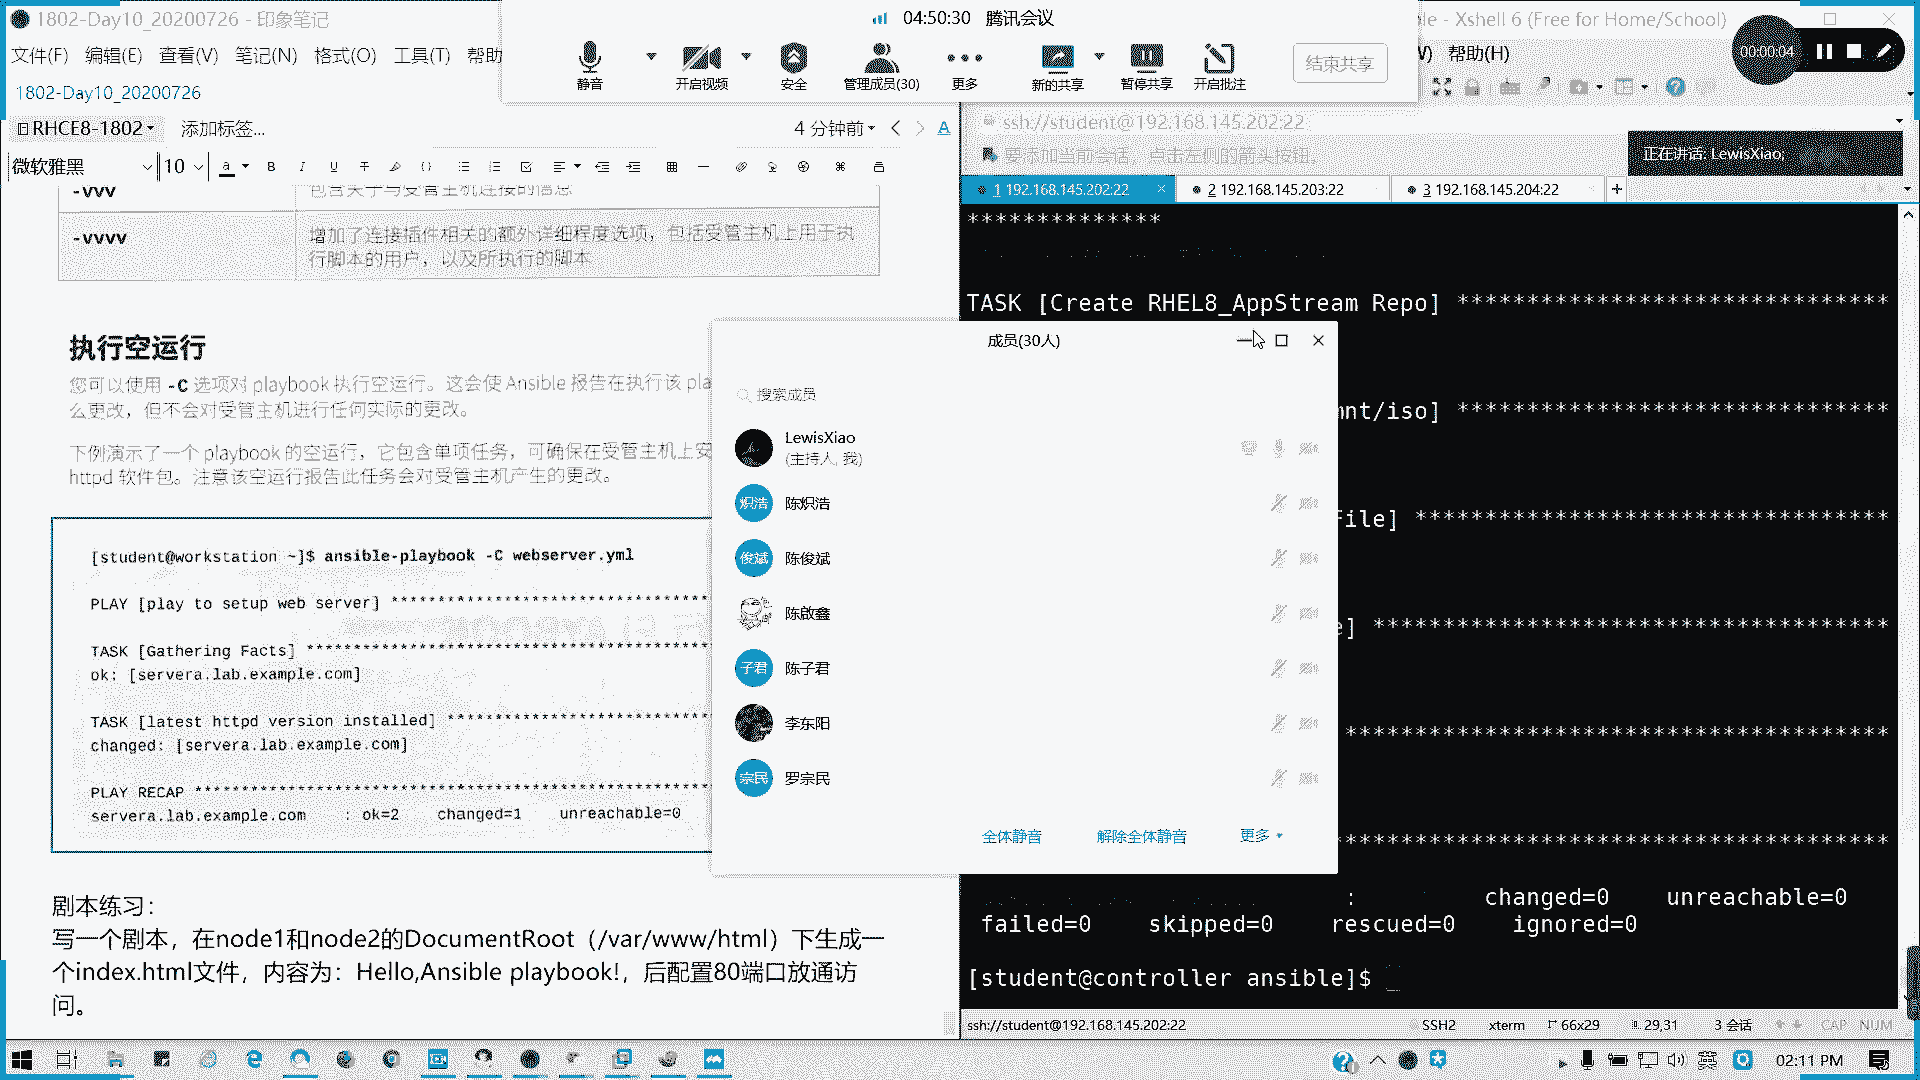 1802-Day10_20200726 - 印象笔记
文件(F) 编辑(E) 查看(V) 笔记(N) 格式(O) 工具(T) 帮助
1802-Day10_20200726
RHCE8-1802 添加标签...
4 分钟前
微软雅黑 10
-vvv
包含关于与受管主机连接的信息
-vvvv
增加了连接插件相关的额外详细程度选项，包括受管主机上用于执
行脚本的用户，以及所执行的脚本
执行空运行
您可以使用 -C 选项对 playbook 执行空运行。这会使 Ansible 报告在执行该 pla
么更改，但不会对受管主机进行任何实际的更改。
下例演示了一个 playbook 的空运行，它包含单项任务，可确保在受管主机上安
httpd 软件包。注意该空运行报告此任务会对受管主机产生的更改。
[student@workstation ~]$ ansible-playbook -C webserver.yml
PLAY [play to setup web server] **********************************
TASK [Gathering Facts] *******************************************
ok: [servera.lab.example.com]
TASK [latest httpd version installed] ****************************
changed: [servera.lab.example.com]
PLAY RECAP *******************************************************
servera.lab.example.com : ok=2 changed=1 unreachable=0
剧本练习：
写一个剧本，在node1和node2的DocumentRoot（/var/www/html）下生成一
个index.html文件，内容为：Hello,Ansible playbook!，后配置80端口放通访
问。
04:50:30 腾讯会议
静音
开启视频
安全
管理成员(30)
更多
新的共享
暂停共享
开启批注
结束共享
le - Xshell 6 (Free for Home/School)
W) 帮助(H)
00:00:04
ssh://student@192.168.145.202:22
要添加当前会话，点击左侧的箭头按钮。
正在讲话: LewisXiao;
1 192.168.145.202:22
2 192.168.145.203:22
3 192.168.145.204:22
**************
TASK [Create RHEL8_AppStream Repo] *******************************
mnt/iso] *******************************
File] **********************************
e] *************************************
***************************************
****************************************
: changed=0 unreachable=0
failed=0 skipped=0 rescued=0 ignored=0
[student@controller ansible]$
成员(30人)
搜索成员
LewisXiao
(主持人, 我)
炽浩 陈炽浩
俊斌 陈俊斌
陈啟鑫
子君 陈子君
李东阳
宗民 罗宗民
全体静音 解除全体静音 更多
ssh://student@192.168.145.202:22
SSH2
xterm
66x29
29,31
3 会话
CAP NUM
英
02:11 PM